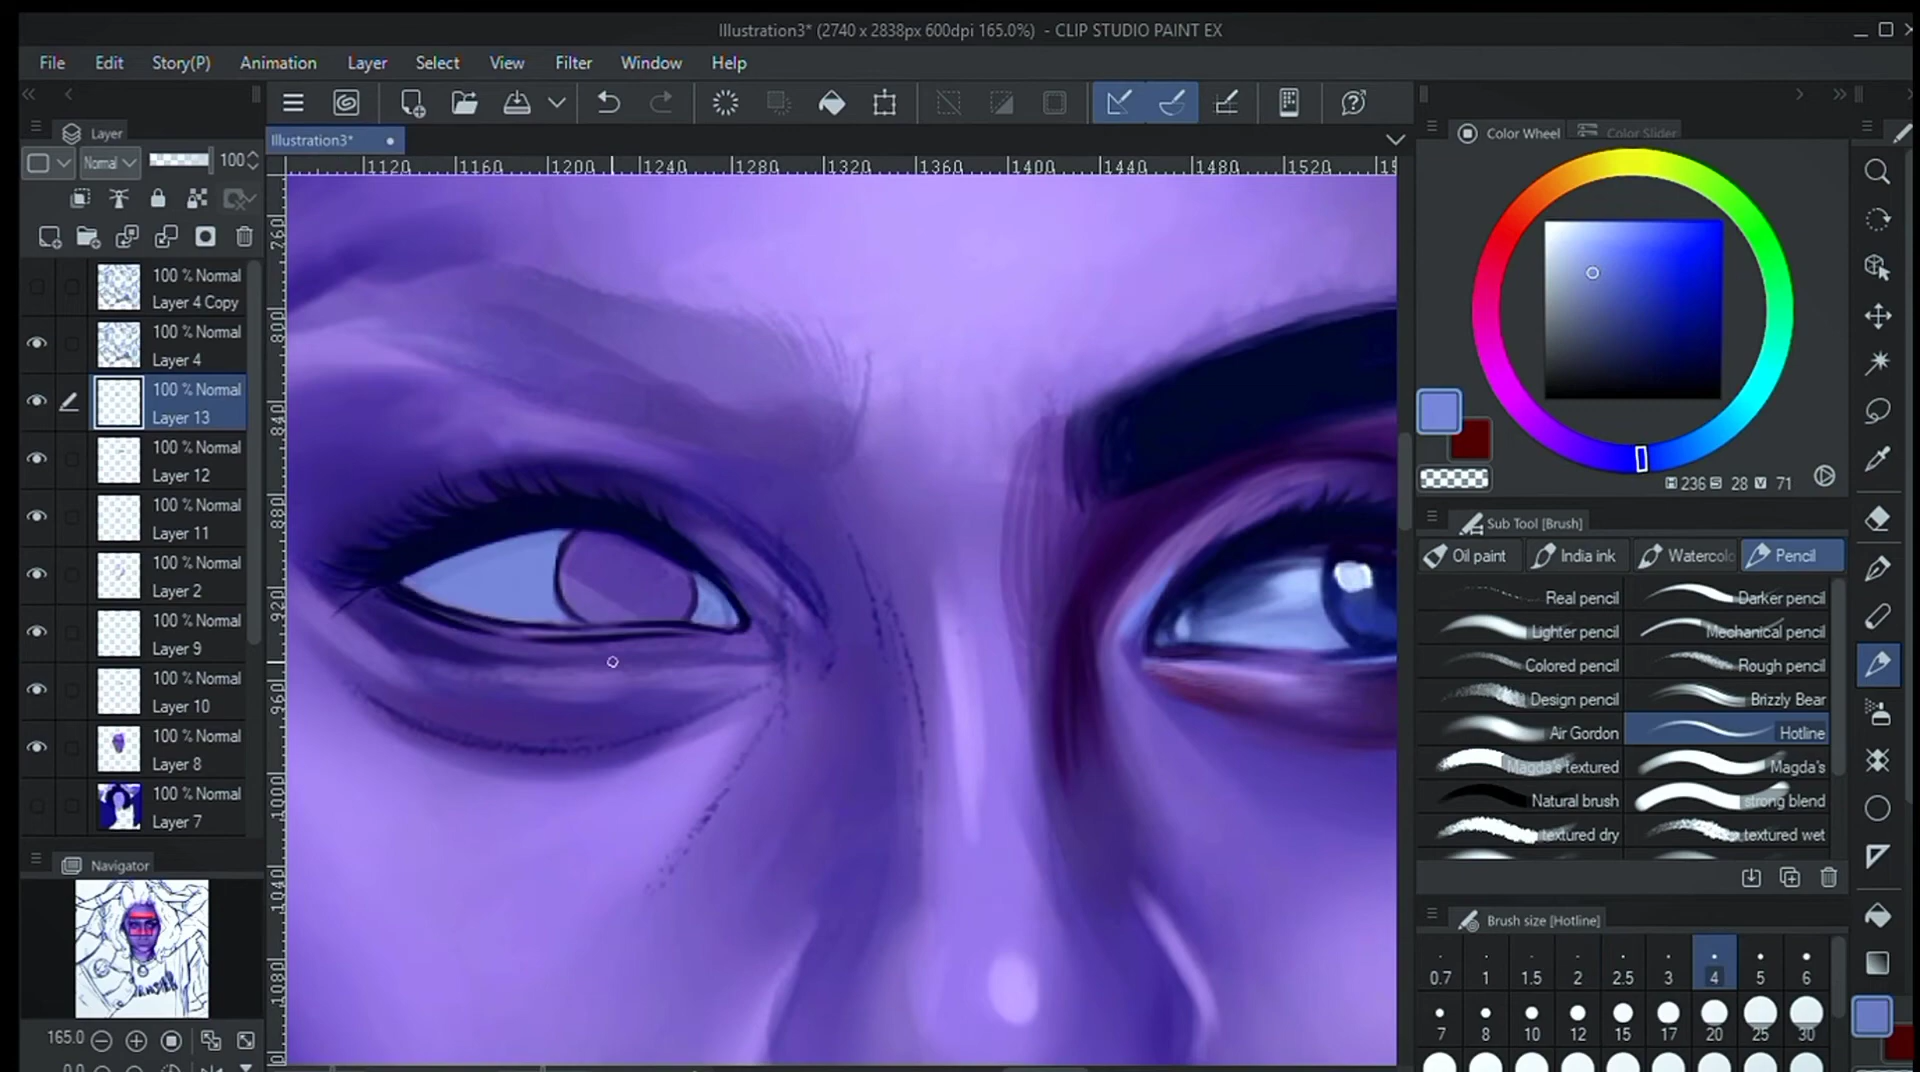 Illustration3* (2740 x 2838px 600dpi 165.0%) - CLIP STUDIO PAINT EX
File Edit Story(P) Animation Layer Select View Filter Window Help
Layer
Illustration3*
Color Wheel Color Slider
Normal 100
1120 1160 1200 1240 1280 1320 1360 1400 1440 1480 1520
760
800
840
880
920
960
1000
1040
1080
100 % Normal
Layer 4 Copy
100 % Normal
Layer 4
100 % Normal
Layer 13
100 % Normal
Layer 12
100 % Normal
Layer 11
100 % Normal
Layer 2
100 % Normal
Layer 9
100 % Normal
Layer 10
100 % Normal
Layer 8
100 % Normal
Layer 7
Navigator
165.0
0.0
H 236 S 28 V 71
Sub Tool [Brush]
Oil paint India ink Watercolo Pencil
Real pencil Darker pencil
Lighter pencil Mechanical pencil
Colored pencil Rough pencil
Design pencil Brizzly Bear
Air Gordon Hotline
Magda's textured Magda's
Natural brush strong blend
textured dry textured wet
Brush size [Hotline]
0.7 1 1.5 2 2.5 3 4 5 6
7 8 10 12 15 17 20 25 30